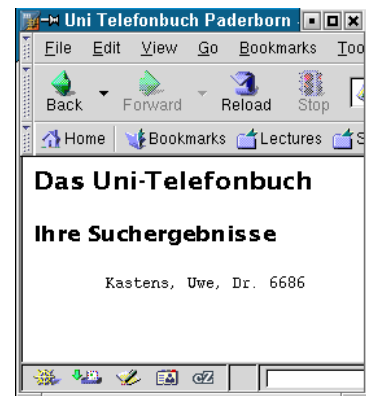 Uni Telefonbuch Paderborn
File Edit View Go Bookmarks Too
Back Forward Reload Stop
Home Bookmarks Lectures S
Das Uni-Telefonbuch
Ihre Suchergebnisse
Kastens, Uwe, Dr. 6686